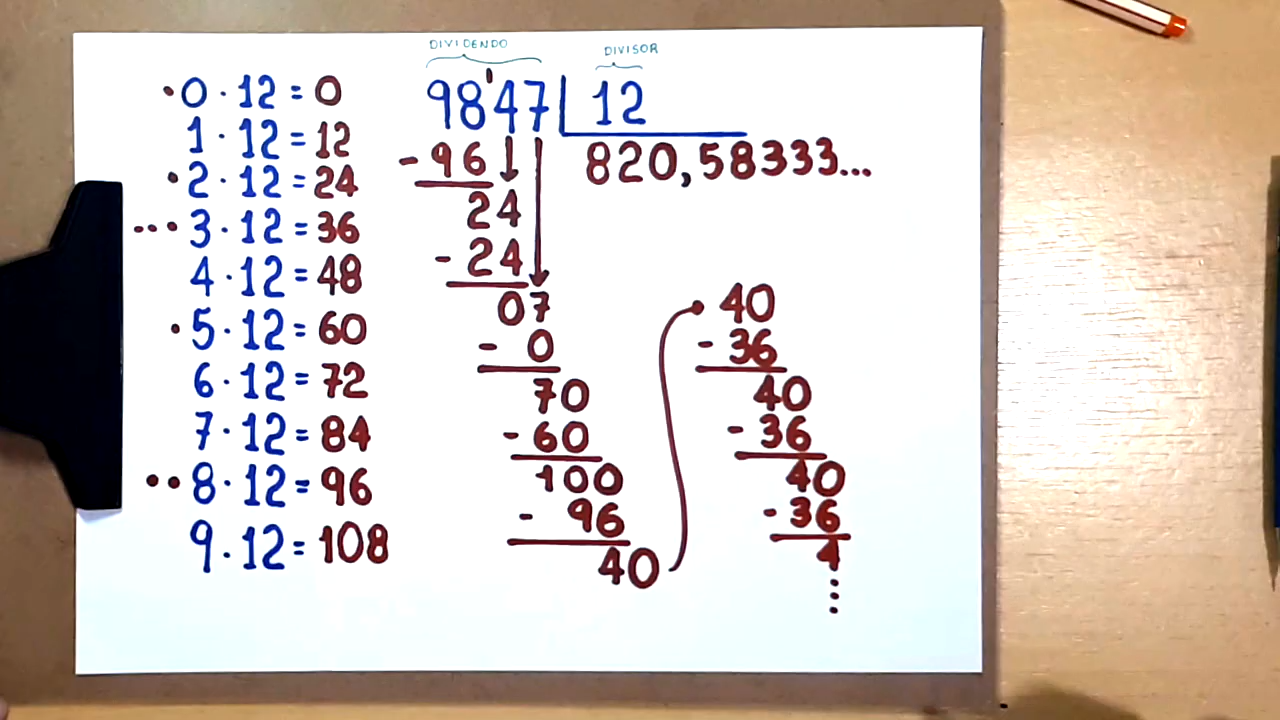 DIVIDENDO DIVISOR
9847 12
820,58333...
0 · 12 = 0
1 · 12 = 12
2 · 12 = 24
3 · 12 = 36
4 · 12 = 48
5 · 12 = 60
6 · 12 = 72
7 · 12 = 84
8 · 12 = 96
9 · 12 = 108
- 96
24
- 24
07
- 0
70
- 60
100
- 96
40
40
- 36
40
- 36
40
- 36
4